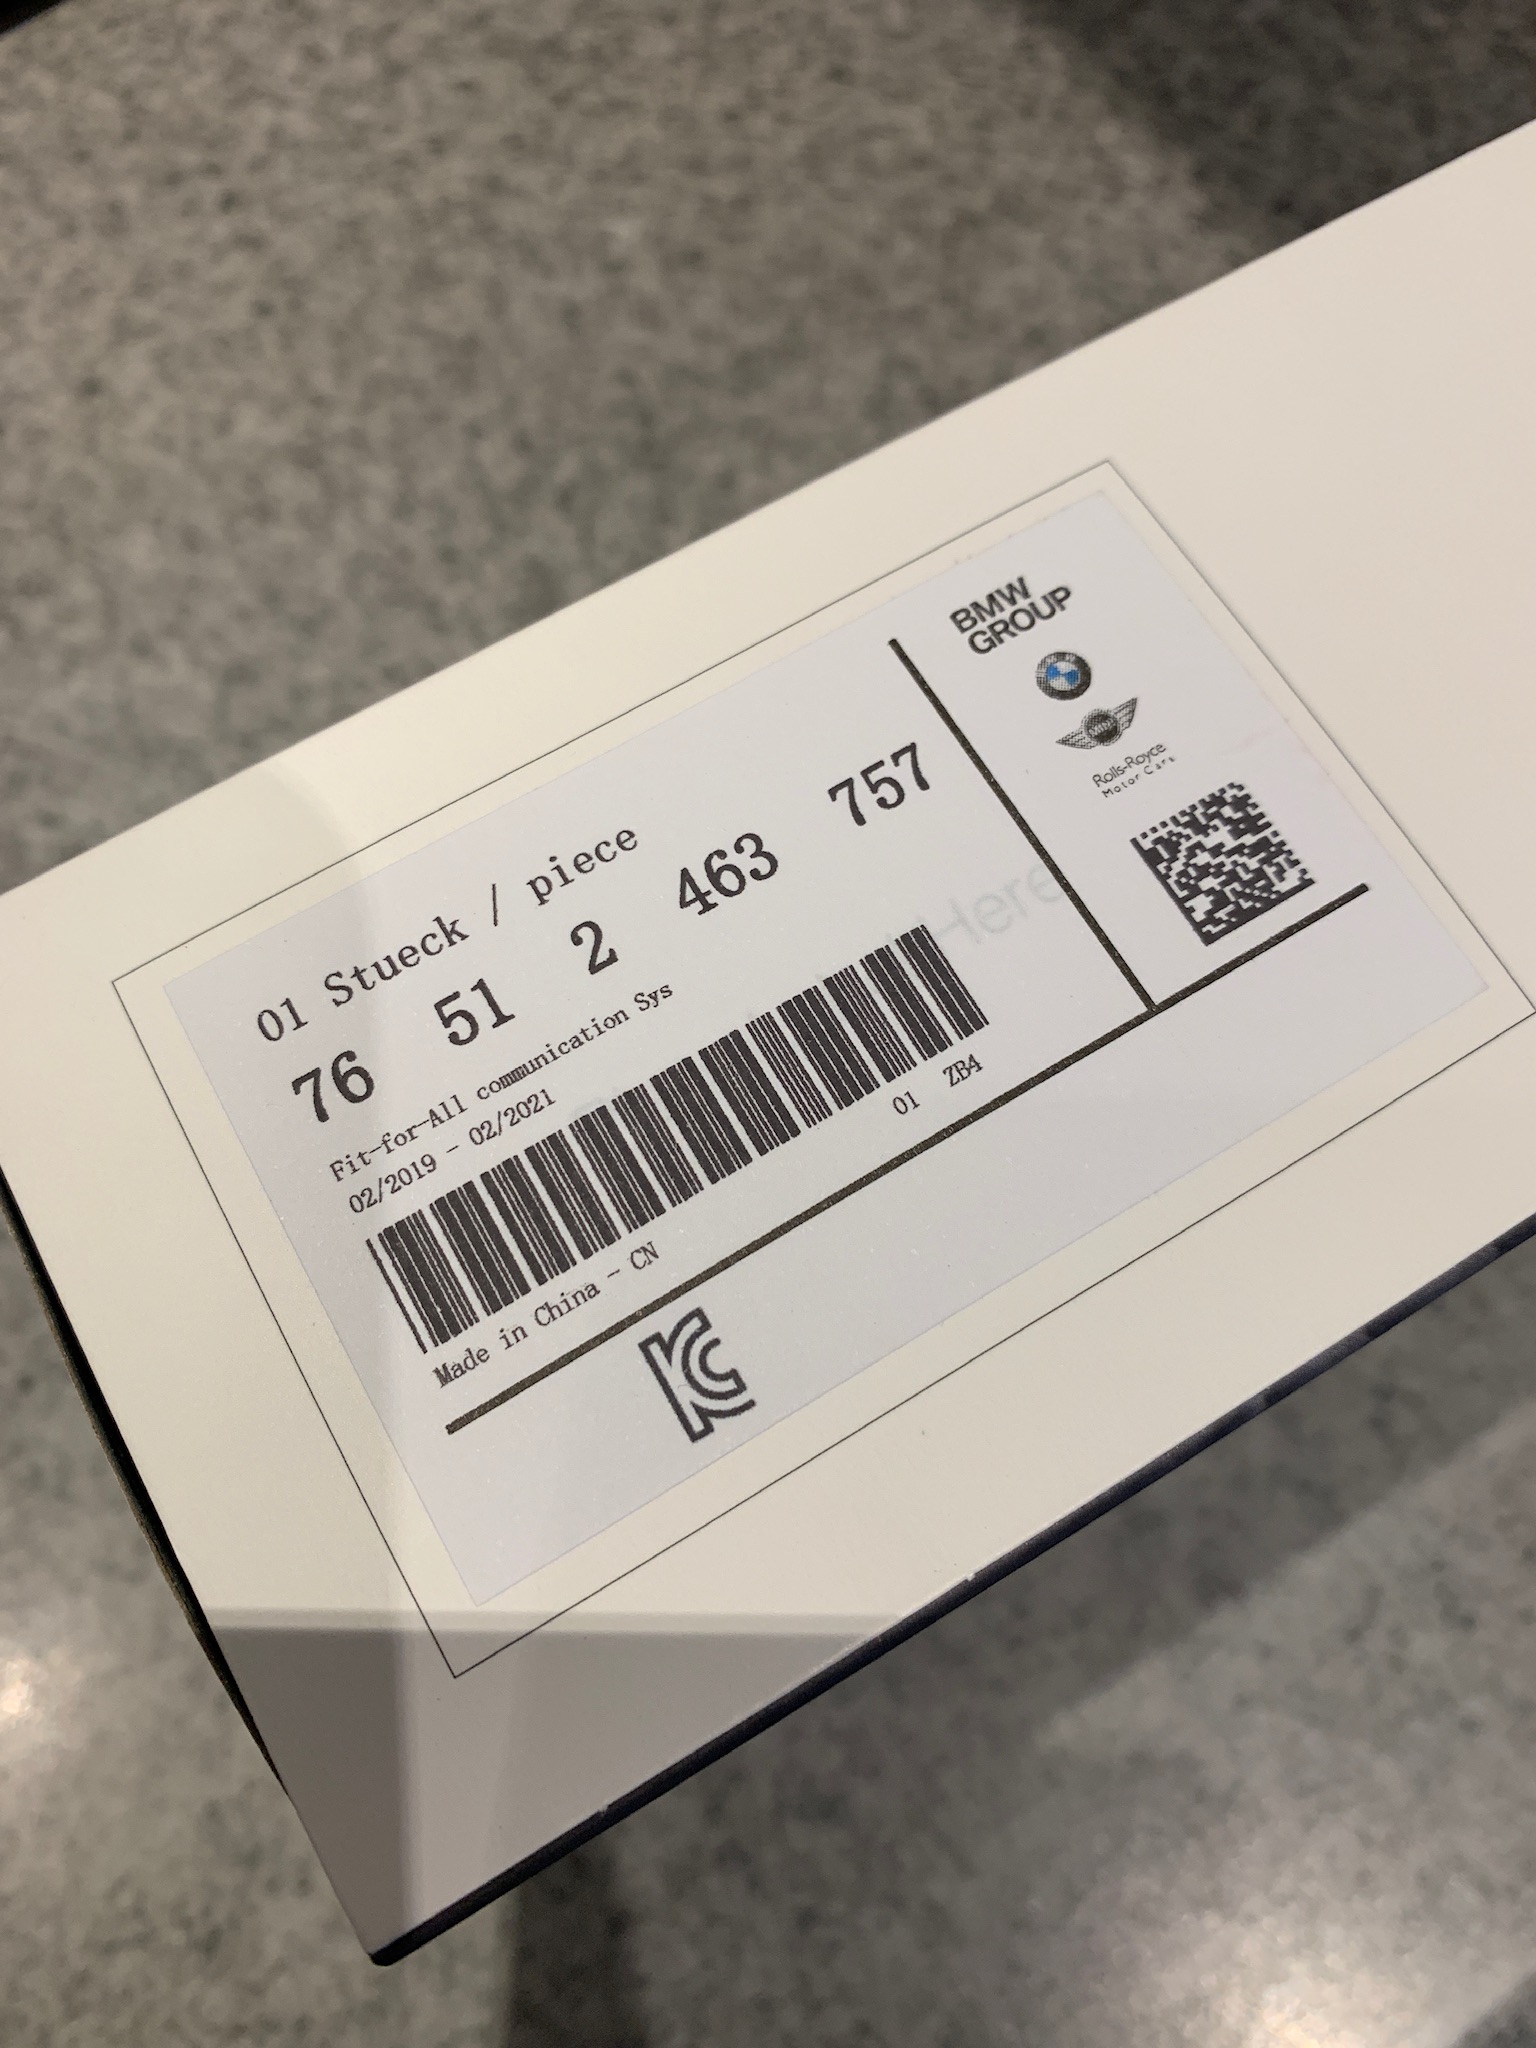 01 Stueck / piece
76 51 2 463 757
Fit-for-All communication Sys
02/2019 - 02/2021
01 ZB4
Made in China - CN
BMW
GROUP
Rolls-Royce
Motor Cars
Here